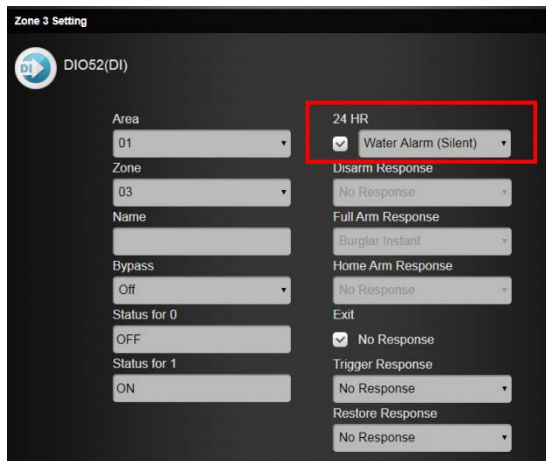 Zone 3 Setting
DI
DIO52(DI)
Area
01
Zone
03
Name
Bypass
Off
Status for 0
OFF
Status for 1
ON
24 HR
Water Alarm (Silent)
Disarm Response
No Response
Full Arm Response
Burglar Instant
Home Arm Response
No Response
Exit
No Response
Trigger Response
No Response
Restore Response
No Response